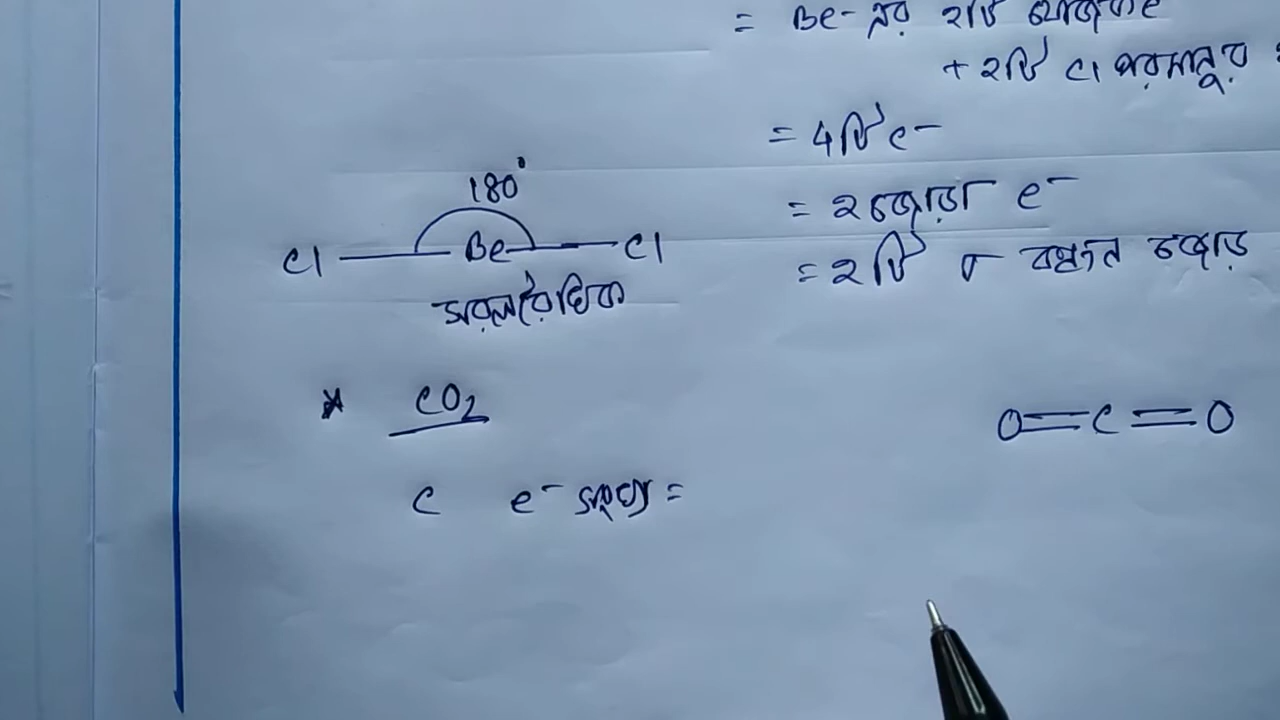 = Be-এর ২টি যোজ্যতা e
+ ২টি Cl পরমাণুর
= 4টি e⁻
= ২জোড়া e⁻
= ২টি σ বন্ধন জোড়
180°
Cl — Be — Cl
সরলরৈখিক
* CO₂
O=C=O
C e⁻ সংখ্যা =